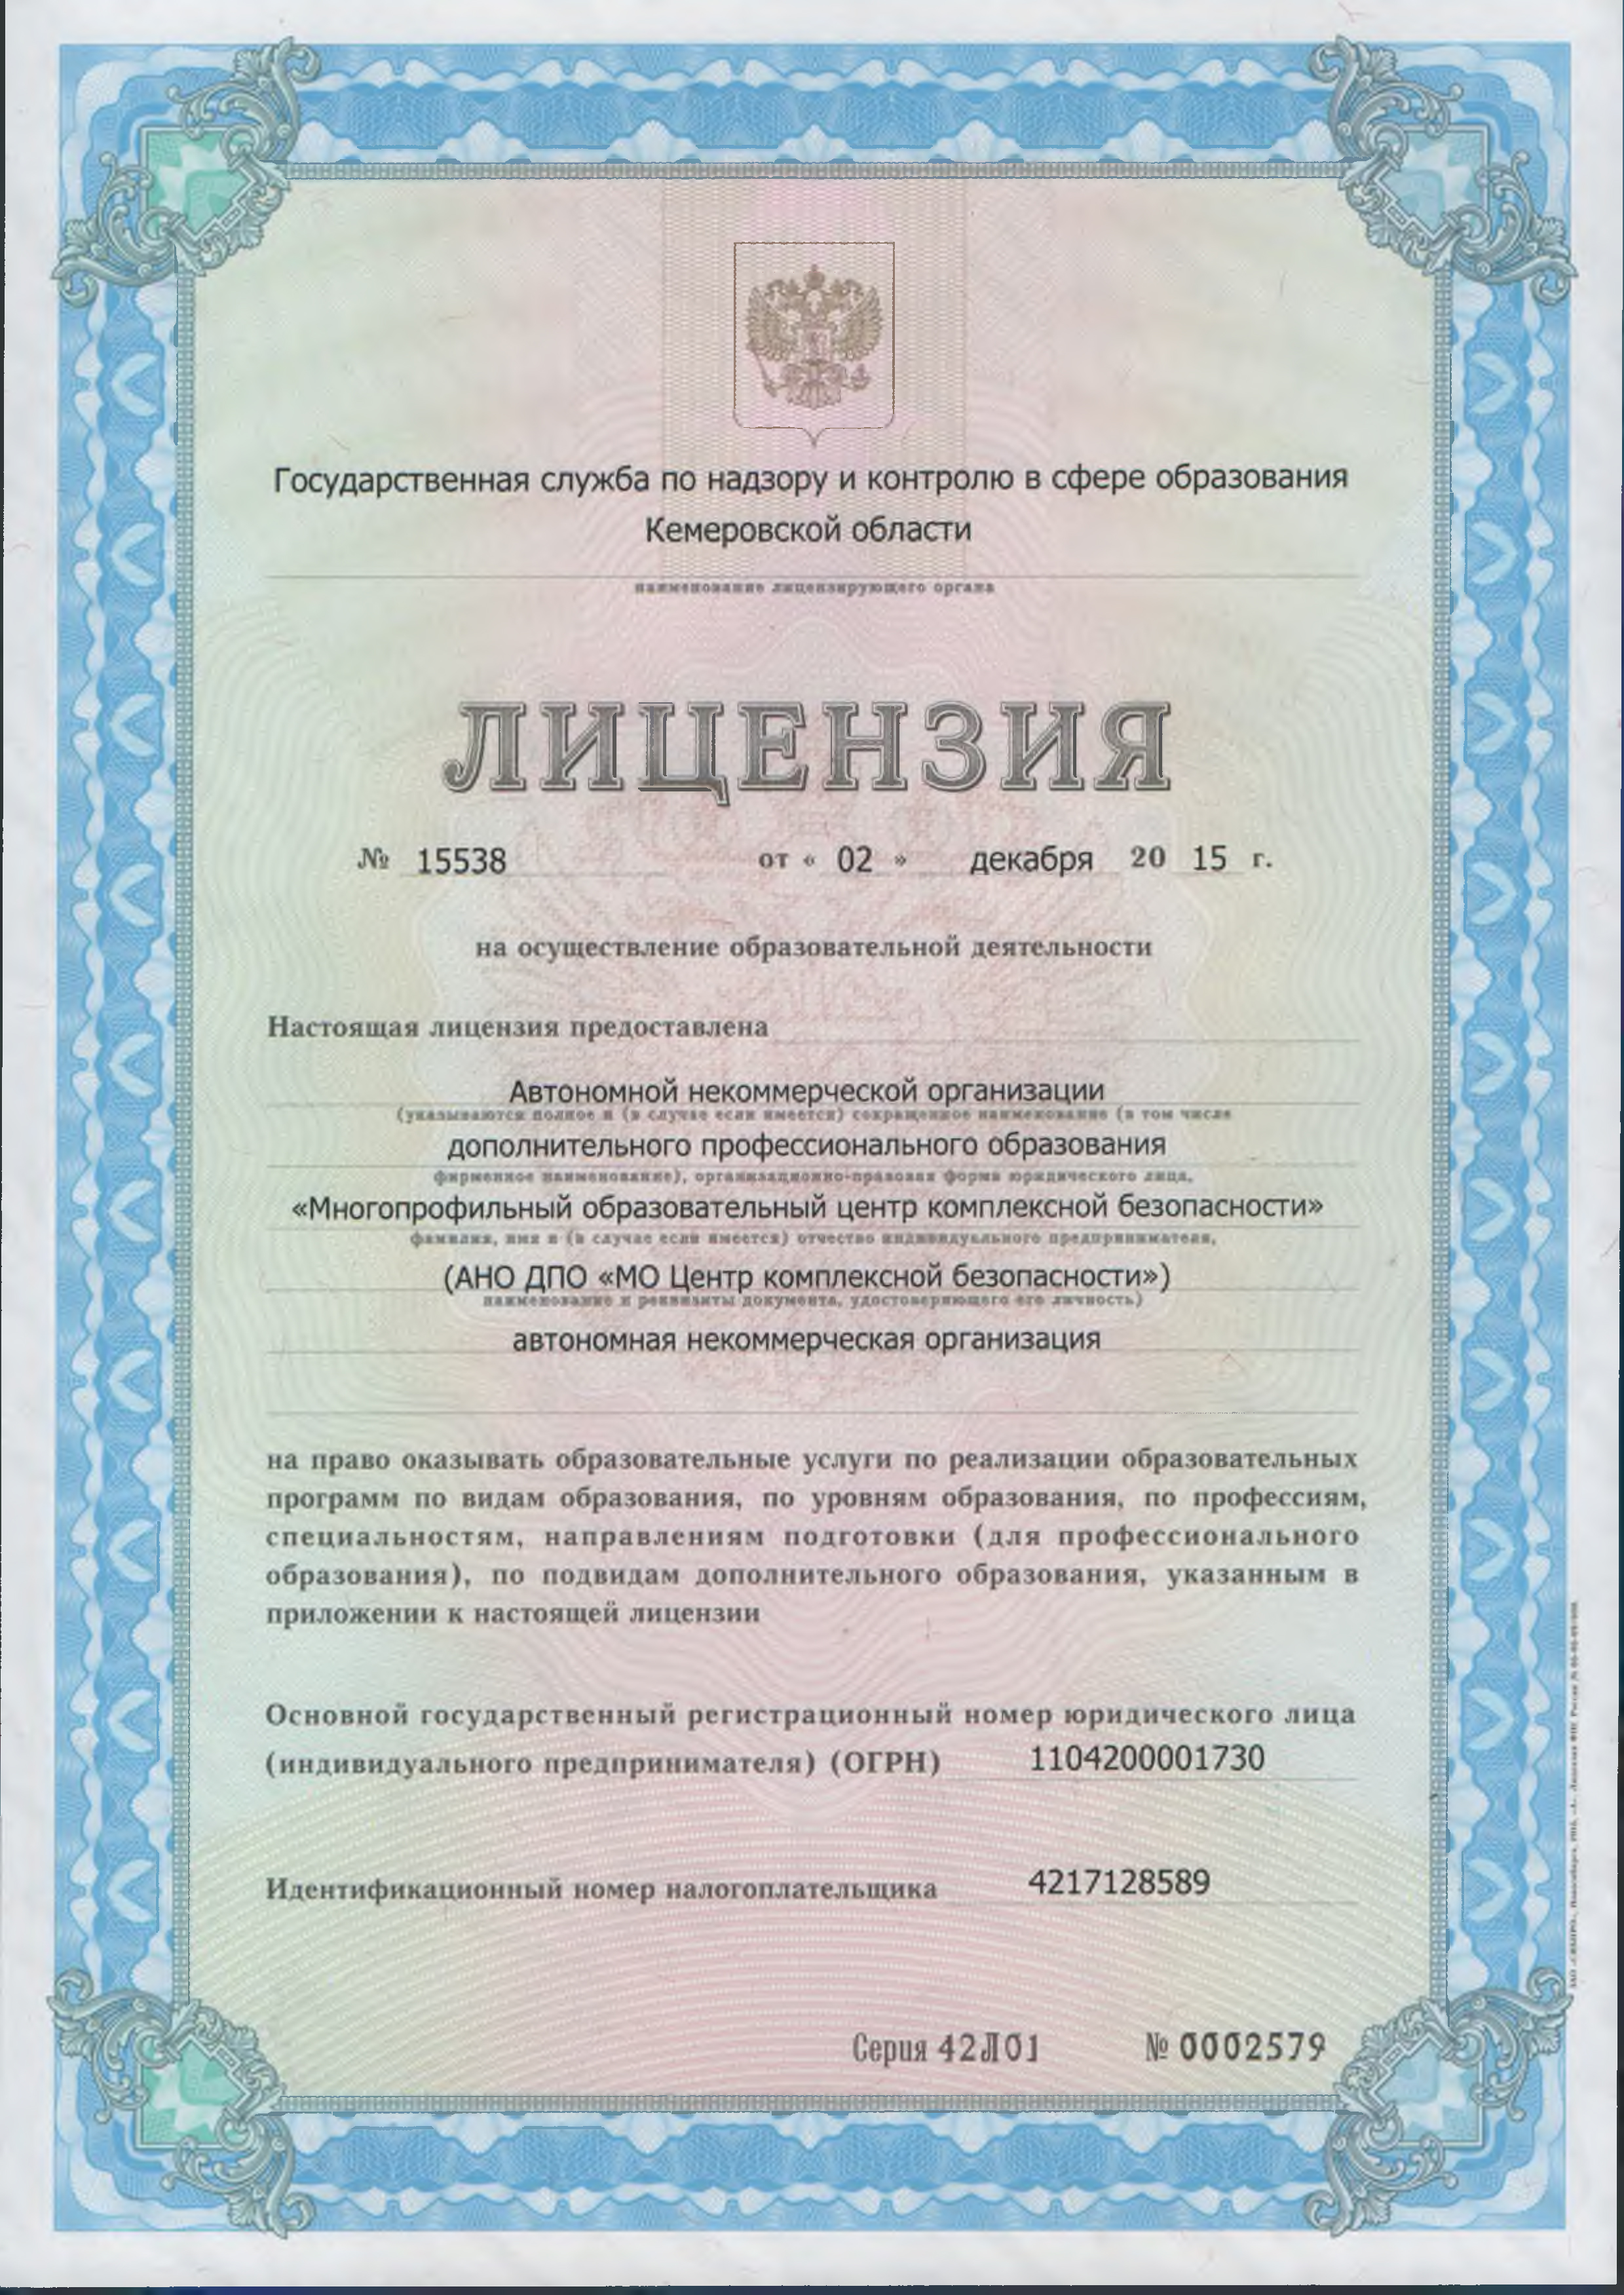 Государственная служба по надзору и контролю в сфере образования
Кемеровской области
наименование лицензирующего органа
ЛИЦЕНЗИЯ
№ 15538 от « 02 » декабря 20 15 г.
на осуществление образовательной деятельности
Настоящая лицензия предоставлена
Автономной некоммерческой организации
(указываются полное и (в случае если имеется) сокращенное наименование (в том числе
дополнительного профессионального образования
фирменное наименование), организационно-правовая форма юридического лица,
«Многопрофильный образовательный центр комплексной безопасности»
фамилия, имя и (в случае если имеется) отчество индивидуального предпринимателя,
(АНО ДПО «МО Центр комплексной безопасности»)
наименование и реквизиты документа, удостоверяющего его личность)
автономная некоммерческая организация
на право оказывать образовательные услуги по реализации образовательных
программ по видам образования, по уровням образования, по профессиям,
специальностям, направлениям подготовки (для профессионального
образования), по подвидам дополнительного образования, указанным в
приложении к настоящей лицензии
Основной государственный регистрационный номер юридического лица
(индивидуального предпринимателя) (ОГРН) 1104200001730
Идентификационный номер налогоплательщика 4217128589
Серия 42Л01 № 0002579